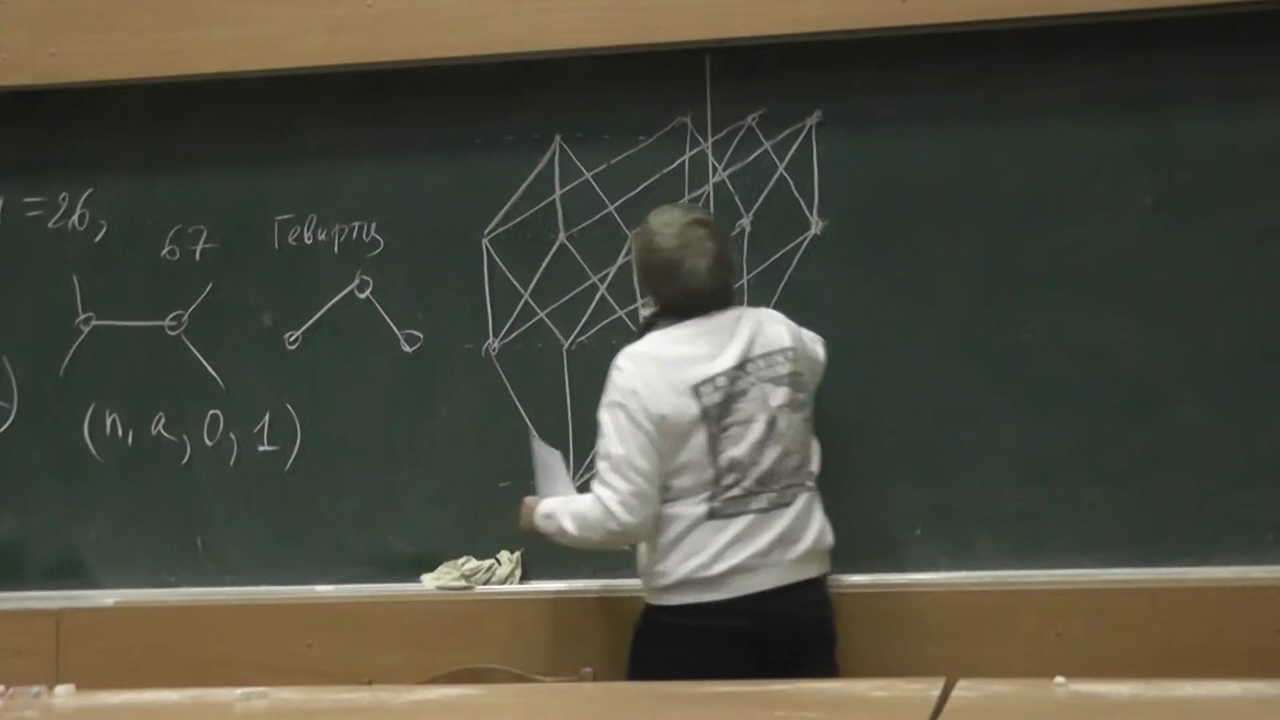 =26,
67
Гевиртц
(n, a, 0, 1)